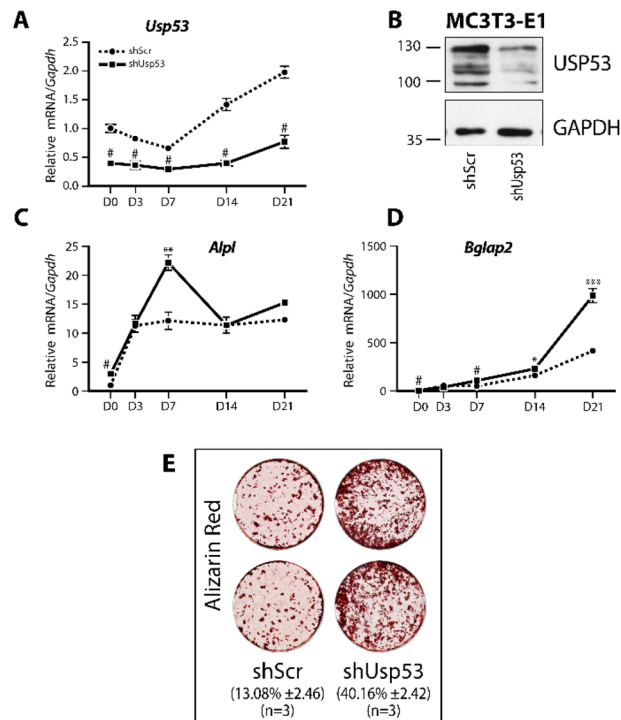 A
Usp53
shScr
shUsp53
Relative mRNA/Gapdh
2.5
2.0
1.5
1.0
0.5
0.0
# # # # #
D0 D3 D7 D14 D21
B
MC3T3-E1
130
100
USP53
35
GAPDH
shScr
shUsp53
C
Alpl
Relative mRNA/Gapdh
25
20
15
10
5
0
#
**
D0 D3 D7 D14 D21
D
Bglap2
Relative mRNA/Gapdh
1500
1000
500
0
# # * ***
D0 D3 D7 D14 D21
E
Alizarin Red
shScr shUsp53
(13.08% ±2.46) (40.16% ±2.42)
(n=3) (n=3)